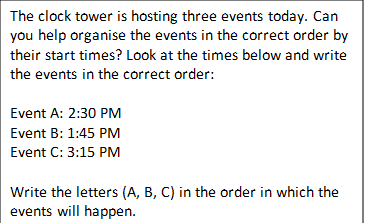 The clock tower is hosting three events today. Can
you help organise the events in the correct order by
their start times? Look at the times below and write
the events in the correct order:
Event A: 2:30 PM
Event B: 1:45 PM
Event C: 3:15 PM
Write the letters (A, B, C) in the order in which the
events will happen.